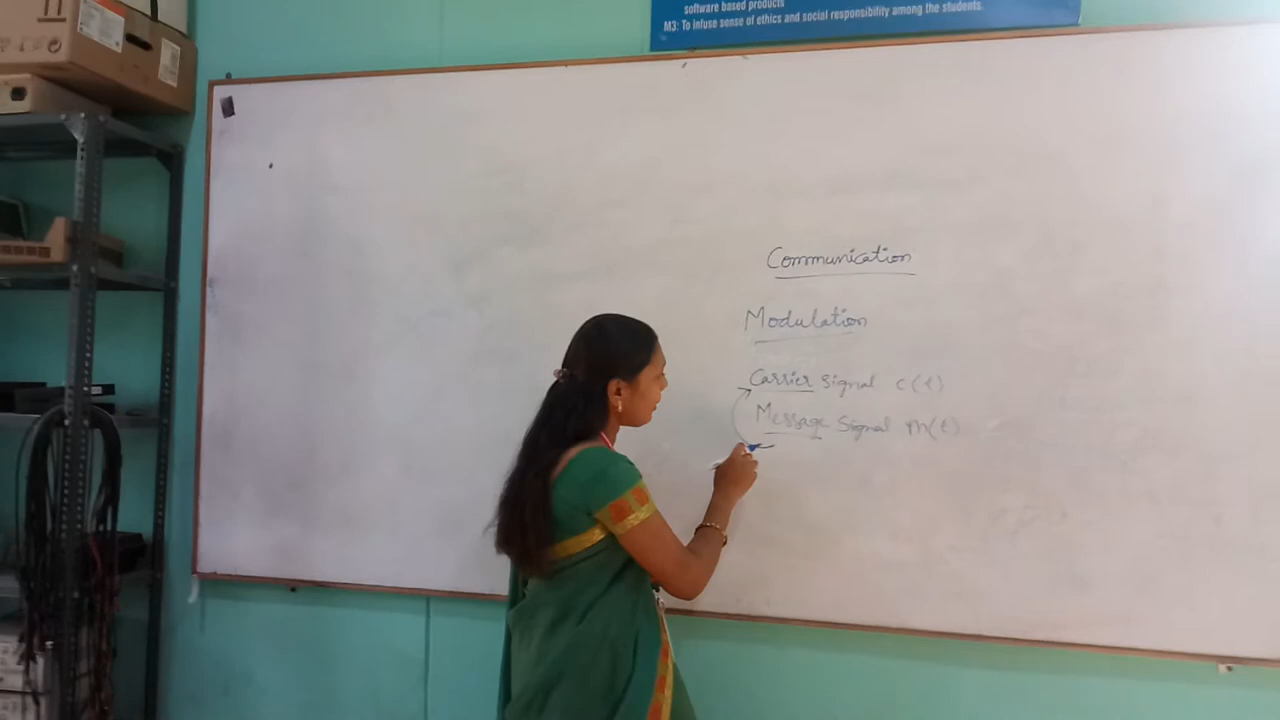 software based products
M3: To infuse sense of ethics and social responsibility among the students.
Communication
Modulation
Carrier signal c(t)
Message signal m(t)